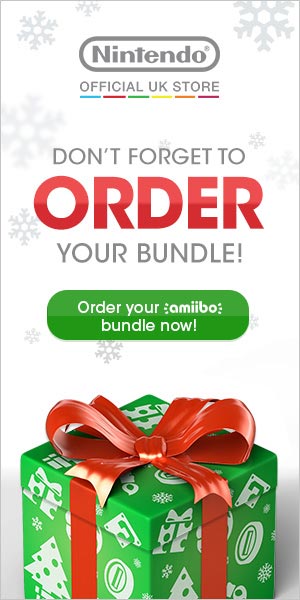 Nintendo®
OFFICIAL UK STORE
DON'T FORGET TO
ORDER
YOUR BUNDLE!
Order your amiibo
bundle now!